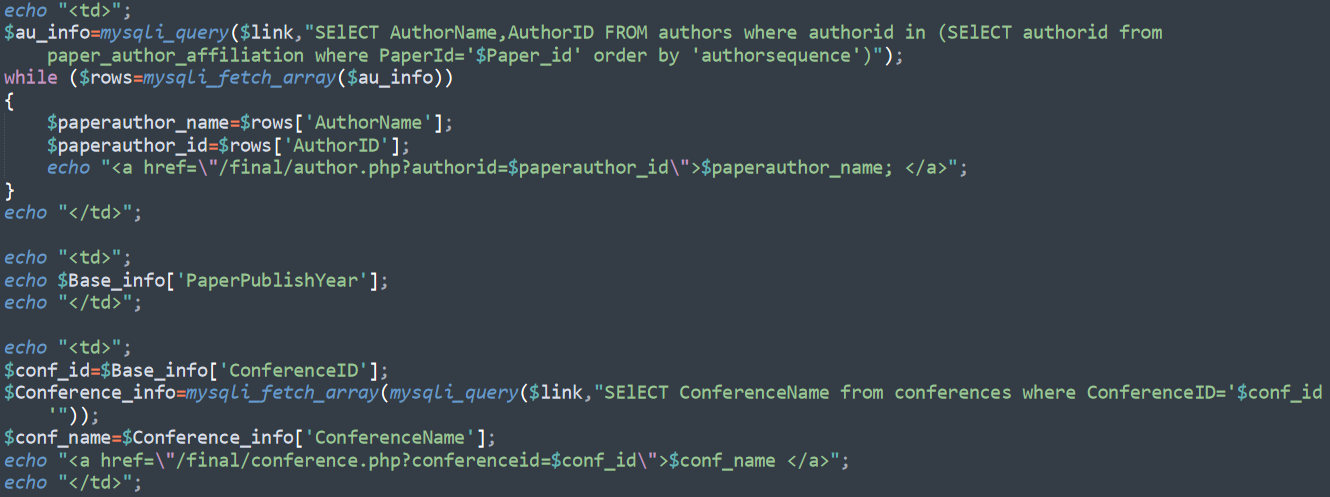 echo "<td>";
$au_info=mysqli_query($link,"SElECT AuthorName,AuthorID FROM authors where authorid in (SElECT authorid from
paper_author_affiliation where PaperId='$Paper_id' order by 'authorsequence')");
while ($rows=mysqli_fetch_array($au_info))
{
$paperauthor_name=$rows['AuthorName'];
$paperauthor_id=$rows['AuthorID'];
echo "<a href=\"/final/author.php?authorid=$paperauthor_id\">$paperauthor_name; </a>";
}
echo "</td>";
echo "<td>";
echo $Base_info['PaperPublishYear'];
echo "</td>";
echo "<td>";
$conf_id=$Base_info['ConferenceID'];
$Conference_info=mysqli_fetch_array(mysqli_query($link,"SElECT ConferenceName from conferences where ConferenceID='$conf_id
'"));
$conf_name=$Conference_info['ConferenceName'];
echo "<a href=\"/final/conference.php?conferenceid=$conf_id\">$conf_name </a>";
echo "</td>";